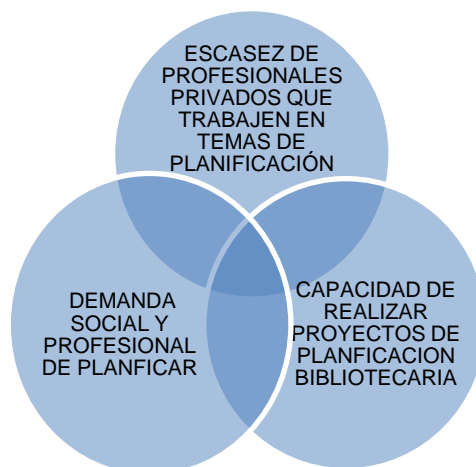 ESCASEZ DE
PROFESIONALES
PRIVADOS QUE
TRABAJEN EN
TEMAS DE
PLANIFICACIÓN
DEMANDA
SOCIAL Y
PROFESIONAL
DE PLANFICAR
CAPACIDAD DE
REALIZAR
PROYECTOS DE
PLANFICACION
BIBLIOTECARIA